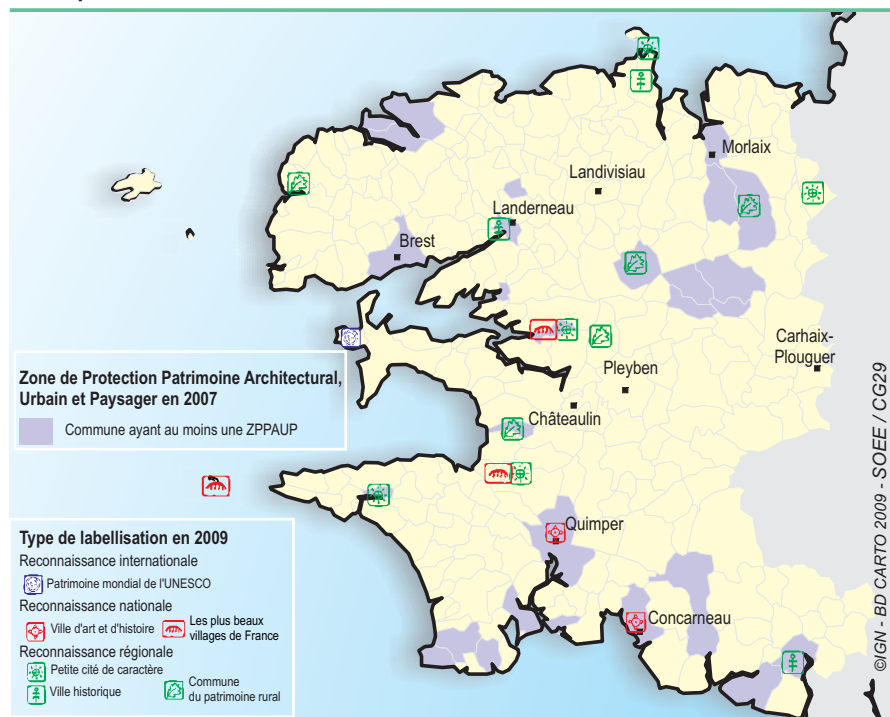 Morlaix
Landivisiau
Landerneau
Brest
Carhaix-
Plouguer
Pleyben
Châteaulin
Quimper
Concarneau
Zone de Protection Patrimoine Architectural,
Urbain et Paysager en 2007
Commune ayant au moins une ZPPAUP
Type de labellisation en 2009
Reconnaissance internationale
Patrimoine mondial de l'UNESCO
Reconnaissance nationale
Ville d'art et d'histoire
Les plus beaux
villages de France
Reconnaissance régionale
Petite cité de caractère
Ville historique
Commune
du patrimoine rural
©IGN - BD CARTO 2009 - SOEE / CG29